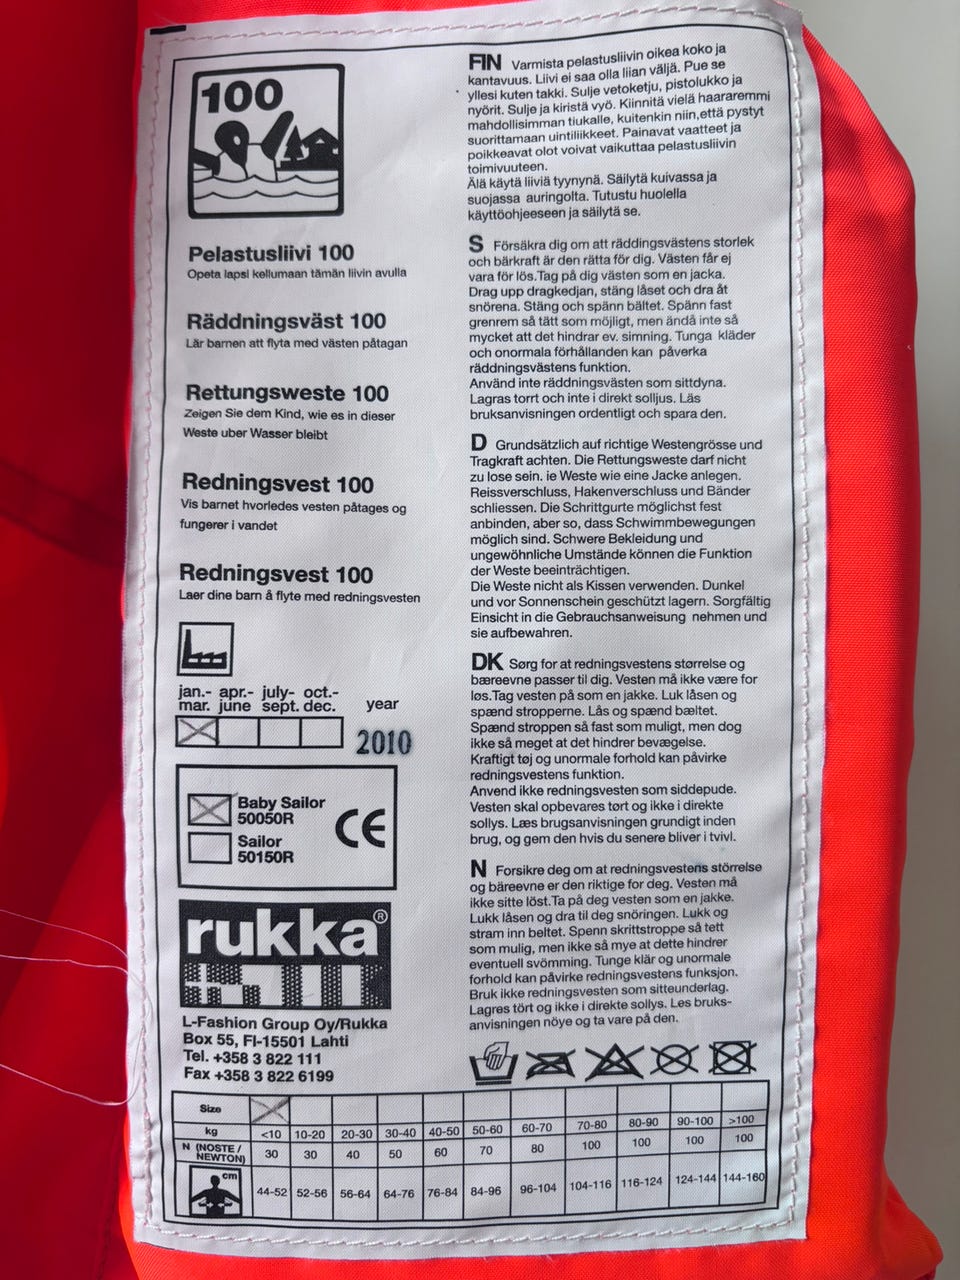 100
Pelastusliivi 100
Opeta lapsi kellumaan tämän liivin avulla
Räddningsväst 100
Lär barnen att flyta med västen påtagan
Rettungsweste 100
Zeigen Sie dem Kind, wie es in dieser
Weste uber Wasser bleibt
Redningsvest 100
Vis barnet hvorledes vesten påtages og
fungerer i vandet
Redningsvest 100
Laer dine barn å flyte med redningsvesten
jan.- apr.- july- oct.-
mar. june sept. dec. year
2010
Baby Sailor
50050R
Sailor
50150R
CE
rukka®
L-Fashion Group Oy/Rukka
Box 55, FI-15501 Lahti
Tel. +358 3 822 111
Fax +358 3 822 6199
FIN Varmista pelastusliivin oikea koko ja
kantavuus. Liivi ei saa olla liian väljä. Pue se
yllesi kuten takki. Sulje vetoketju, pistolukko ja
nyörit. Sulje ja kiristä vyö. Kiinnitä vielä haararemmi
mahdollisimman tiukalle, kuitenkin niin,että pystyt
suorittamaan uintiliikkeet. Painavat vaatteet ja
poikkeavat olot voivat vaikuttaa pelastusliivin
toimivuuteen.
Älä käytä liiviä tyynynä. Säilytä kuivassa ja
suojassa auringolta. Tutustu huolella
käyttöohjeeseen ja säilytä se.
S Försäkra dig om att räddingsvästens storlek
och bärkraft är den rätta för dig. Västen får ej
vara för lös.Tag på dig västen som en jacka.
Drag upp dragkedjan, stäng låset och dra åt
snörena. Stäng och spänn bältet. Spänn fast
grenrem så tätt som möjligt, men ändå inte så
mycket att det hindrar ev. simning. Tunga kläder
och onormala förhållanden kan påverka
räddningsvästens funktion.
Använd inte räddningsvästen som sittdyna.
Lagras torrt och inte i direkt solljus. Läs
bruksanvisningen ordentligt och spara den.
D Grundsätzlich auf richtige Westengrösse und
Tragkraft achten. Die Rettungsweste darf nicht
zu lose sein. ie Weste wie eine Jacke anlegen.
Reissverschluss, Hakenverschluss und Bänder
schliessen. Die Schrittgurte möglichst fest
anbinden, aber so, dass Schwimmbewegungen
möglich sind. Schwere Bekleidung und
ungewöhnliche Umstände können die Funktion
der Weste beeinträchtigen.
Die Weste nicht als Kissen verwenden. Dunkel
und vor Sonnenschein geschützt lagern. Sorgfältig
Einsicht in die Gebrauchsanweisung nehmen und
sie aufbewahren.
DK Sørg for at redningsvestens størrelse og
bæreevne passer til dig. Vesten må ikke være for
løs.Tag vesten på som en jakke. Luk låsen og
spænd stropperne. Lås og spænd bæltet.
Spænd stroppen så fast som muligt, men dog
ikke så meget at det hindrer bevægelse.
Kraftigt tøj og unormale forhold kan påvirke
redningsvestens funktion.
Anvend ikke redningsvesten som siddepude.
Vesten skal opbevares tørt og ikke i direkte
sollys. Læs brugsanvisningen grundigt inden
brug, og gem den hvis du senere bliver i tvivl.
N Forsikre deg om at redningsvestens störrelse
og bäreevne er den riktige for deg. Vesten må
ikke sitte löst.Ta på deg vesten som en jakke.
Lukk låsen og dra til deg snöringen. Lukk og
stram inn beltet. Spenn skrittstroppe så tett
som mulig, men ikke så mye at dette hindrer
eventuell svömming. Tunge klär og unormale
forhold kan påvirke redningsvestens funksjon.
Bruk ikke redningsvesten som sitteunderlag.
Lagres tört og ikke i direkte sollys. Les bruks-
anvisningen nöye og ta vare på den.
Size
kg <10 10-20 20-30 30-40 40-50 50-60 60-70 70-80 80-90 90-100 >100
N (NOSTE / NEWTON) 30 30 40 50 60 70 80 100 100 100 100
cm 44-52 52-56 56-64 64-76 76-84 84-96 96-104 104-116 116-124 124-144 144-160